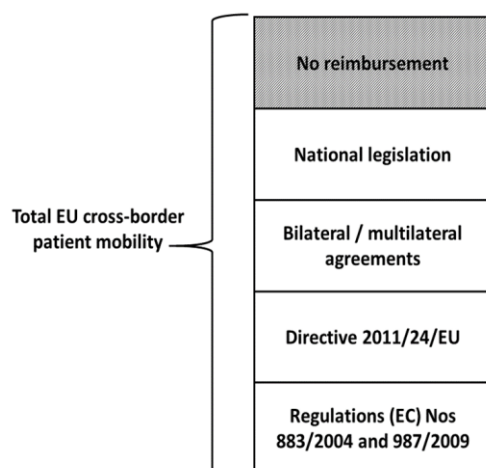 No reimbursement
National legislation
Total EU cross-border
patient mobility
Bilateral / multilateral
agreements
Directive 2011/24/EU
Regulations (EC) Nos
883/2004 and 987/2009